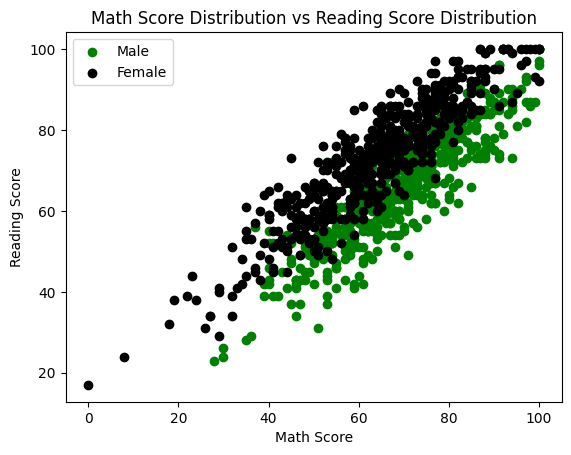 Math Score Distribution vs Reading Score Distribution
Male
Female
100
80
60
40
20
Reading Score
0 20 40 60 80 100
Math Score